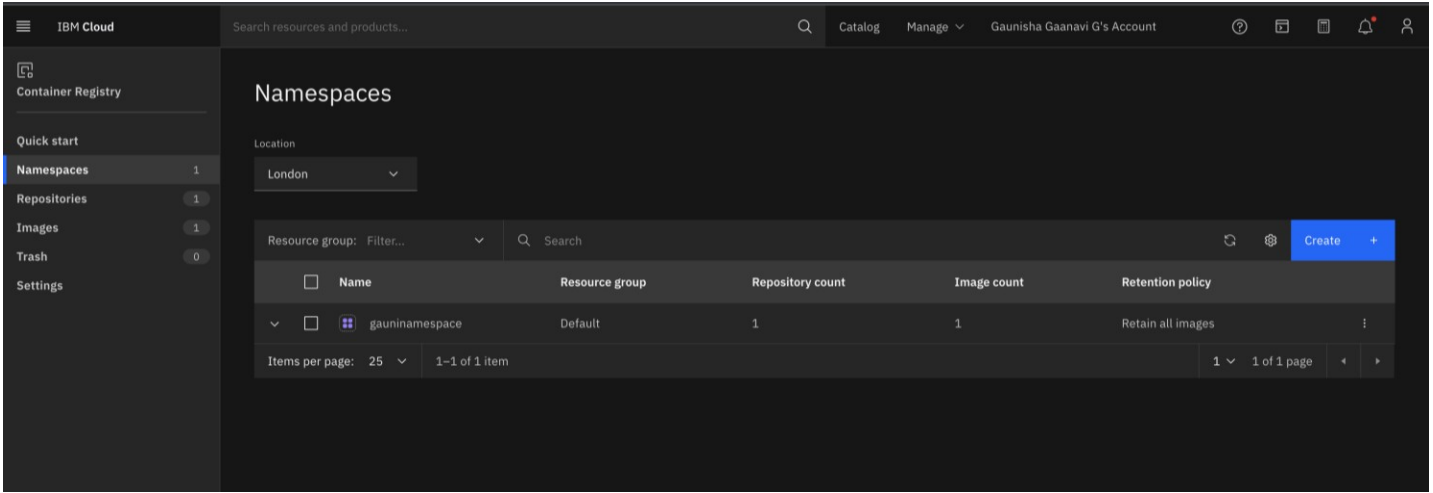 IBM Cloud
Search resources and products...
Catalog
Manage
Gaunisha Gaanavi G's Account
Container Registry
Quick start
Namespaces 1
Repositories 1
Images 1
Trash 0
Settings
Namespaces
Location
London
Resource group: Filter...
Search
Create +
Name Resource group Repository count Image count Retention policy
gauninamespace Default 1 1 Retain all images
Items per page: 25 1–1 of 1 item 1 1 of 1 page